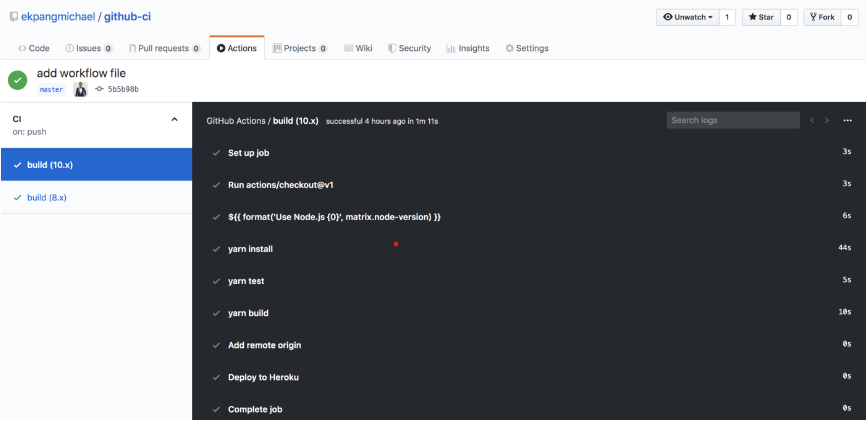 ekpangmichael / github-ci
Unwatch 1
Star 0
Fork 0
Code
Issues 0
Pull requests 0
Actions
Projects 0
Wiki
Security
Insights
Settings
add workflow file
master
5b5b98b
CI
on: push
build (10.x)
build (8.x)
GitHub Actions / build (10.x) successful 4 hours ago in 1m 11s
Search logs
Set up job 3s
Run actions/checkout@v1 3s
${{ format('Use Node.js {0}', matrix.node-version) }} 6s
yarn install 44s
yarn test 5s
yarn build 10s
Add remote origin 0s
Deploy to Heroku 0s
Complete job 0s